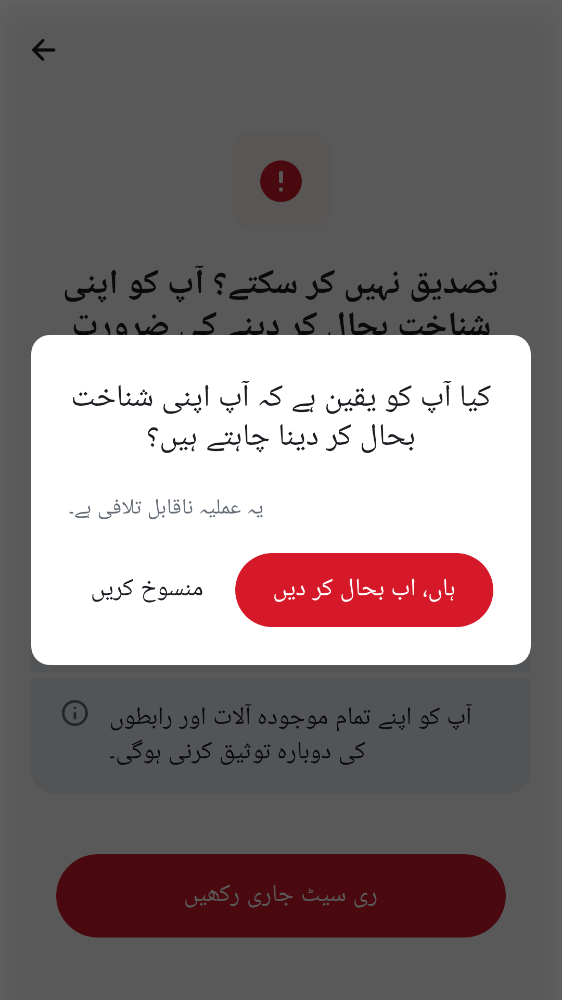 تصدیق نہیں کر سکتے؟ آپ کو اپنی
شناخت بحال کر دینے کی ضرورت
کیا آپ کو یقین ہے کہ آپ اپنی شناخت
بحال کر دینا چاہتے ہیں؟
یہ عملیہ ناقابل تلافی ہے۔
ہاں، اب بحال کر دیں
منسوخ کریں
آپ کو اپنے تمام موجودہ آلات اور رابطوں
کی دوبارہ توثیق کرنی ہوگی۔
ری سیٹ جاری رکھیں